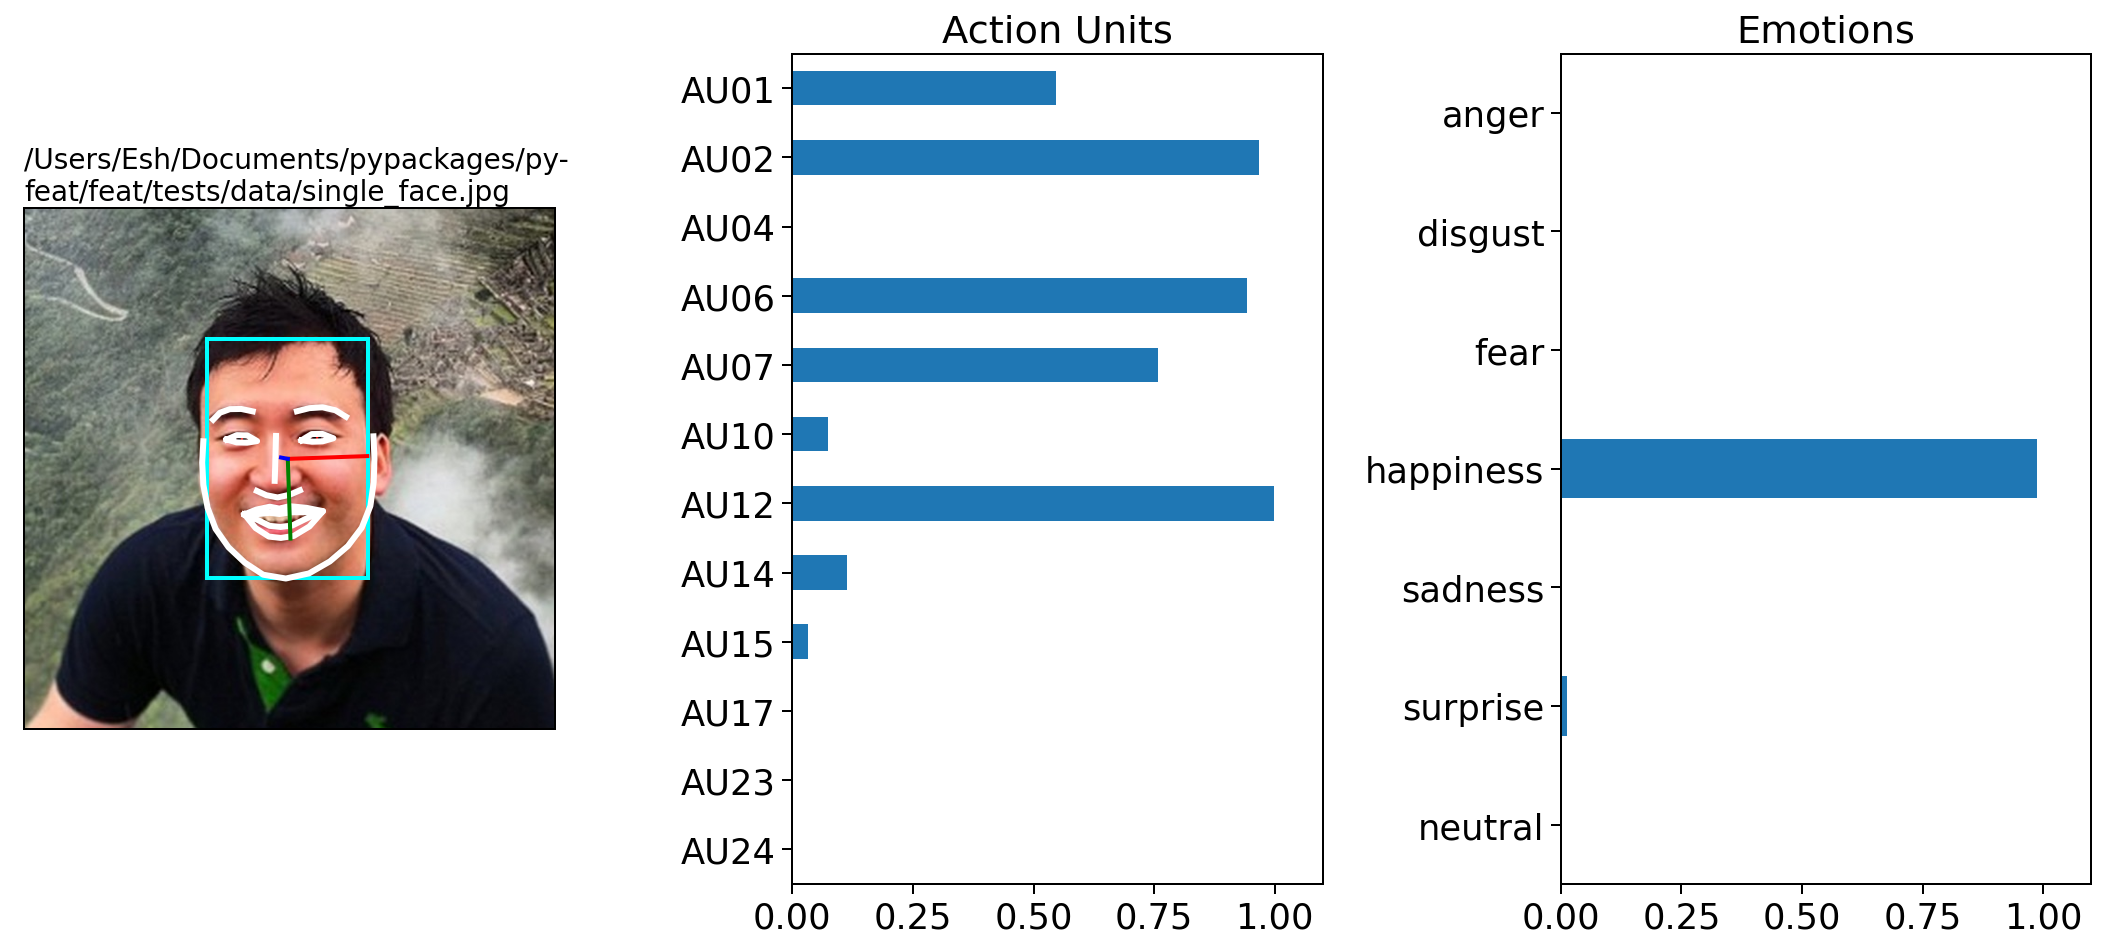 /Users/Esh/Documents/pypackages/py-
feat/feat/tests/data/single_face.jpg
Action Units
AU01
AU02
AU04
AU06
AU07
AU10
AU12
AU14
AU15
AU17
AU23
AU24
0.00 0.25 0.50 0.75 1.00
Emotions
anger
disgust
fear
happiness
sadness
surprise
neutral
0.00 0.25 0.50 0.75 1.00